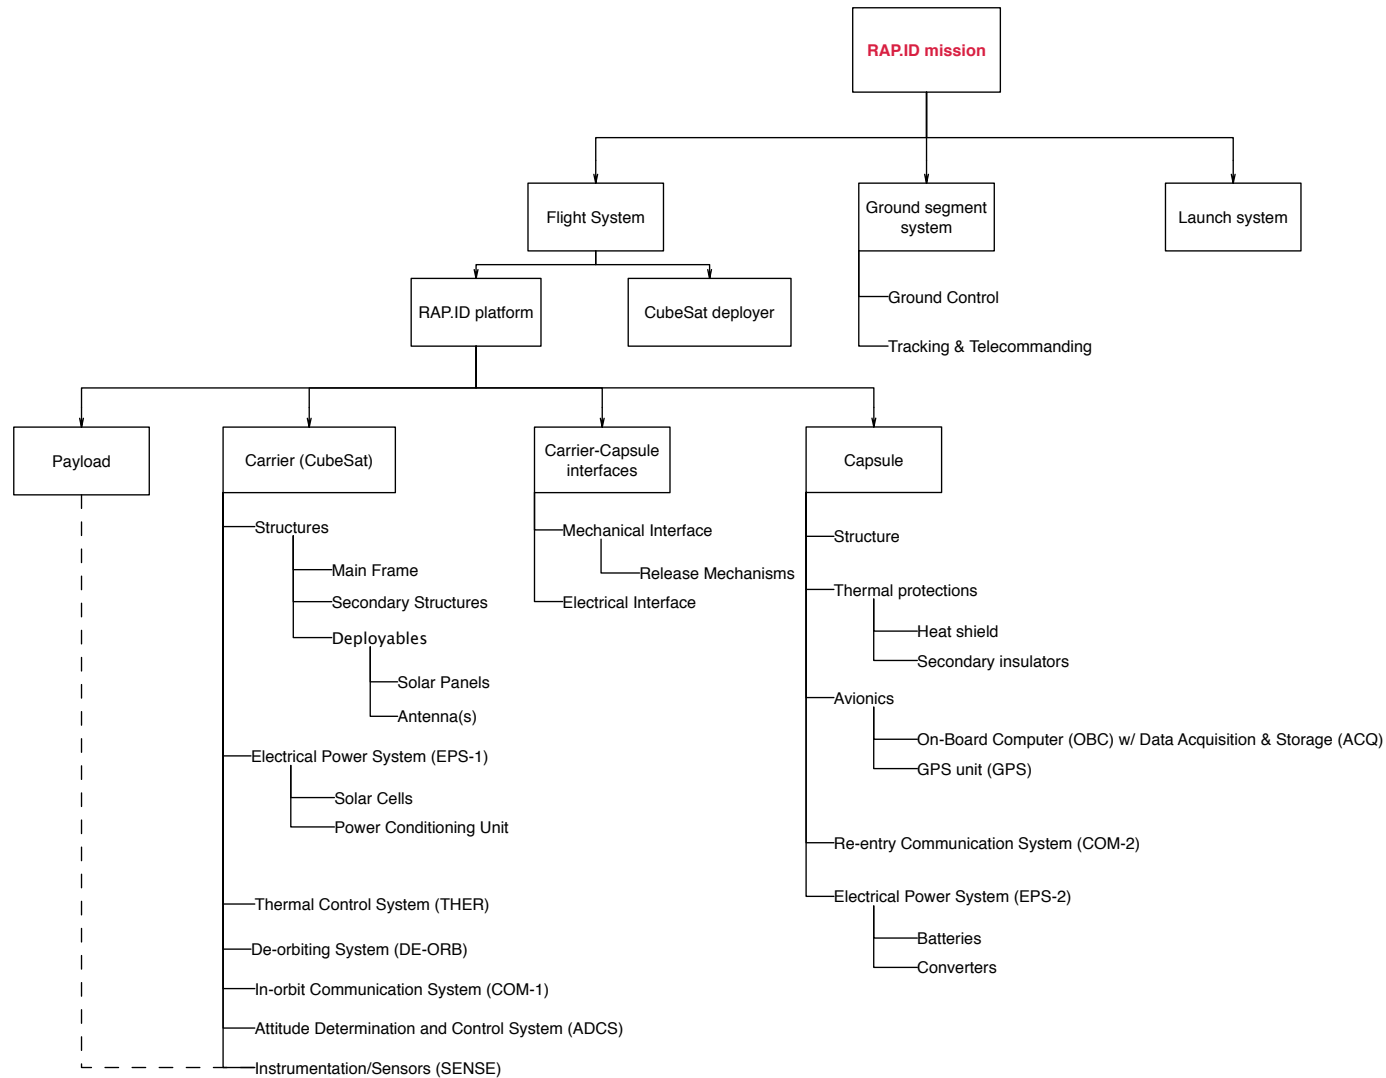 RAP.ID mission
Flight System
Ground segment
system
Launch system
RAP.ID platform
CubeSat deployer
Ground Control
Tracking & Telecommanding
Payload
Carrier (CubeSat)
Structures
Main Frame
Secondary Structures
Deployables
Solar Panels
Antenna(s)
Electrical Power System (EPS-1)
Solar Cells
Power Conditioning Unit
Thermal Control System (THER)
De-orbiting System (DE-ORB)
In-orbit Communication System (COM-1)
Attitude Determination and Control System (ADCS)
Instrumentation/Sensors (SENSE)
Carrier-Capsule
interfaces
Mechanical Interface
Release Mechanisms
Electrical Interface
Capsule
Structure
Thermal protections
Heat shield
Secondary insulators
Avionics
On-Board Computer (OBC) w/ Data Acquisition & Storage (ACQ)
GPS unit (GPS)
Re-entry Communication System (COM-2)
Electrical Power System (EPS-2)
Batteries
Converters